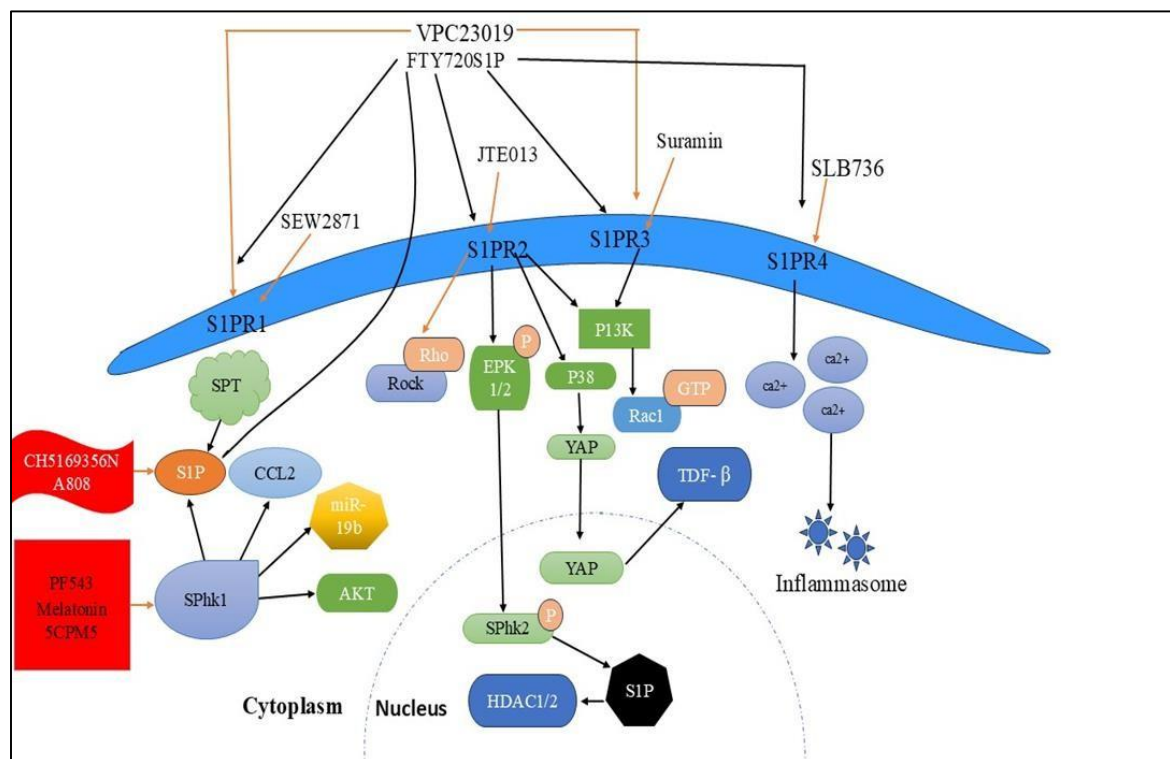 VPC23019
FTY720S1P
JTE013
Suramin
SLB736
SEW2871
S1PR2
S1PR3
S1PR4
S1PR1
P13K
Rho
Rock
P
EPK
1/2
P38
GTP
Rac1
ca2+
ca2+
ca2+
SPT
YAP
CH5169356N
A808
S1P
CCL2
TDF- β
miR-
19b
YAP
Inflammasome
PF543
Melatonin
5CPM5
SPhk1
AKT
SPhk2
P
S1P
HDAC1/2
Cytoplasm
Nucleus